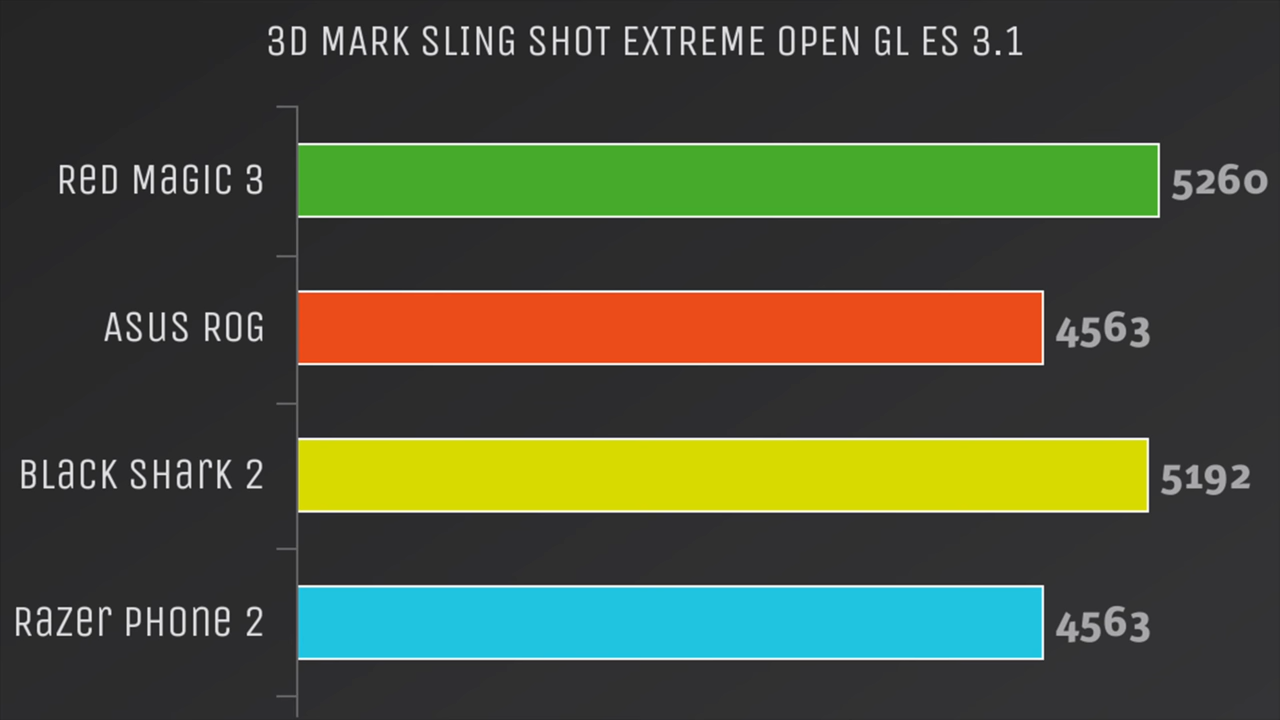 3D MARK SLING SHOT EXTREME OPEN GL ES 3.1
Red Magic 3 5260
ASUS ROG 4563
Black Shark 2 5192
Razer Phone 2 4563